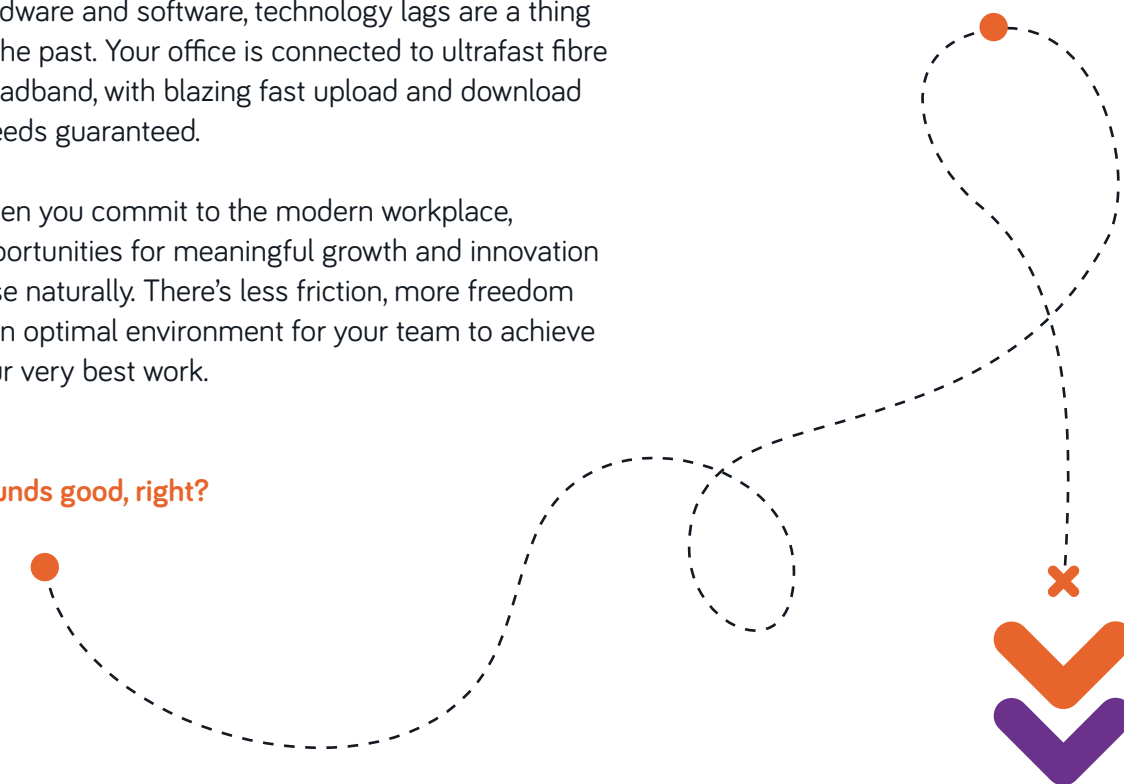 dware and software, technology lags are a thing
he past. Your office is connected to ultrafast fibre
adband, with blazing fast upload and download
eeds guaranteed.
en you commit to the modern workplace,
portunities for meaningful growth and innovation
se naturally. There’s less friction, more freedom
n optimal environment for your team to achieve
ur very best work.
unds good, right?